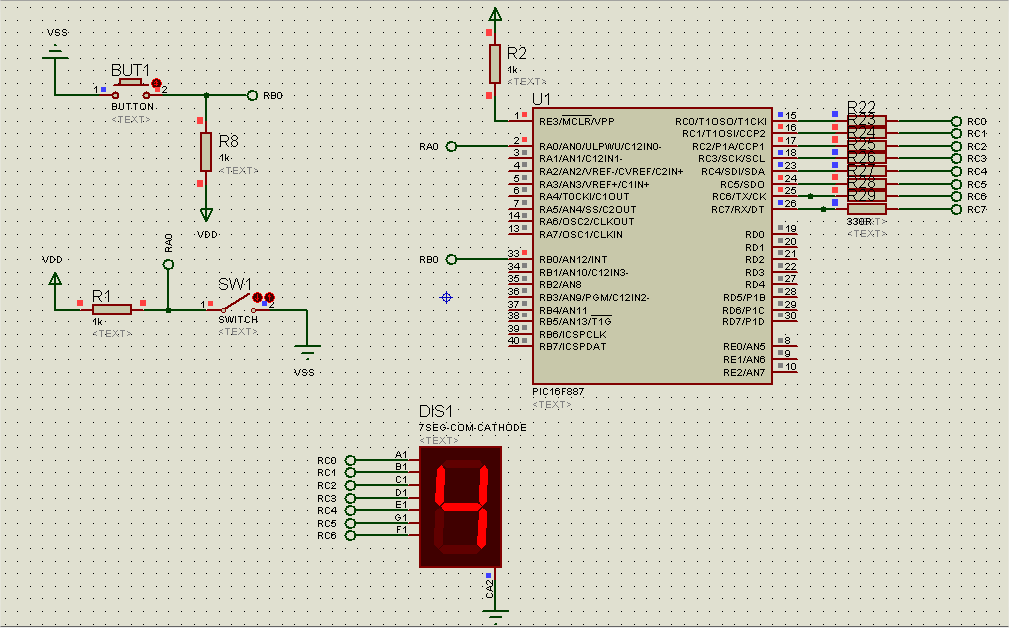 VSS
BUT1
1
2
BUTTON
<TEXT>
RB0
R8
1k
<TEXT>
VDD
RA0
VDD
R1
1k
<TEXT>
SW1
1
2
SWITCH
<TEXT>
VSS
R2
1k
<TEXT>
U1
1 RE3/MCLR/VPP
RA0
2 RA0/AN0/ULPWU/C12IN0-
3 RA1/AN1/C12IN1-
4 RA2/AN2/VREF-/CVREF/C2IN+
5 RA3/AN3/VREF+/C1IN+
6 RA4/T0CKI/C1OUT
7 RA5/AN4/SS/C2OUT
14 RA6/OSC2/CLKOUT
13 RA7/OSC1/CLKIN
RB0
33 RB0/AN12/INT
34 RB1/AN10/C12IN3-
35 RB2/AN8
36 RB3/AN9/PGM/C12IN2-
37 RB4/AN11
38 RB5/AN13/T1G
39 RB6/ICSPCLK
40 RB7/ICSPDAT
RC0/T1OSO/T1CKI 15
RC1/T1OSI/CCP2 16
RC2/P1A/CCP1 17
RC3/SCK/SCL 18
RC4/SDI/SDA 23
RC5/SDO 24
RC6/TX/CK 25
RC7/RX/DT 26
RD0 19
RD1 20
RD2 21
RD3 22
RD4 27
RD5/P1B 28
RD6/P1C 29
RD7/P1D 30
RE0/AN5 8
RE1/AN6 9
RE2/AN7 10
PIC16F887
<TEXT>
R22
R23
R24
R25
R26
R27
R28
R29
330R
<TEXT>
RC0
RC1
RC2
RC3
RC4
RC5
RC6
RC7
DIS1
7SEG-COM-CATHODE
<TEXT>
RC0 A1
RC1 B1
RC2 C1
RC3 D1
RC4 E1
RC5 G1
RC6 F1
4
CA2